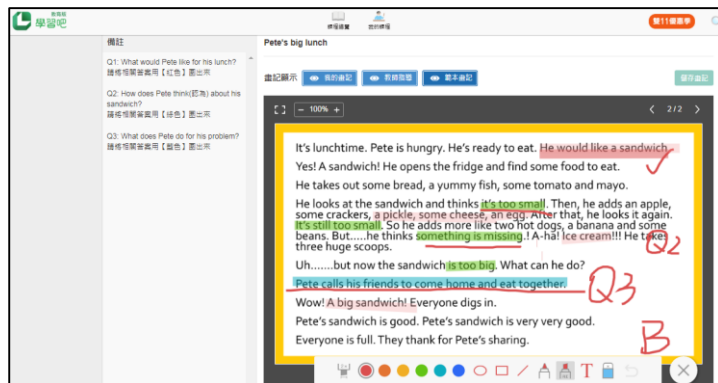 學習吧
課程總覽
我的課程
雙11優惠季
備註
Q1: What would Pete like for his lunch?
請將相關答案用【紅色】畫出來
Q2: How does Pete think(認為) about his
sandwich?
請將相關答案用【綠色】畫出來
Q3: What does Pete do for his problem?
請將相關答案用【藍色】畫出來
Pete's big lunch
畫記顯示
我的畫記
教師批閱
範本畫記
儲存畫記
100%
2/2
It's lunchtime. Pete is hungry. He's ready to eat. He would like a sandwich.
Yes! A sandwich! He opens the fridge and find some food to eat.
He takes out some bread, a yummy fish, some tomato and mayo.
He looks at the sandwich and thinks it's too small. Then, he adds an apple,
some crackers, a pickle, some cheese, an egg. After that, he looks it again.
It's still too small. So he adds more like two hot dogs, a banana and some
beans. But.....he thinks something is missing.! A-ha! Ice cream!!! He takes
three huge scoops.
Q2
Uh.......but now the sandwich is too big. What can he do?
Pete calls his friends to come home and eat together.
Q3
Wow! A big sandwich! Everyone digs in.
Pete's sandwich is good. Pete's sandwich is very very good.
Everyone is full. They thank for Pete's sharing.
B
T